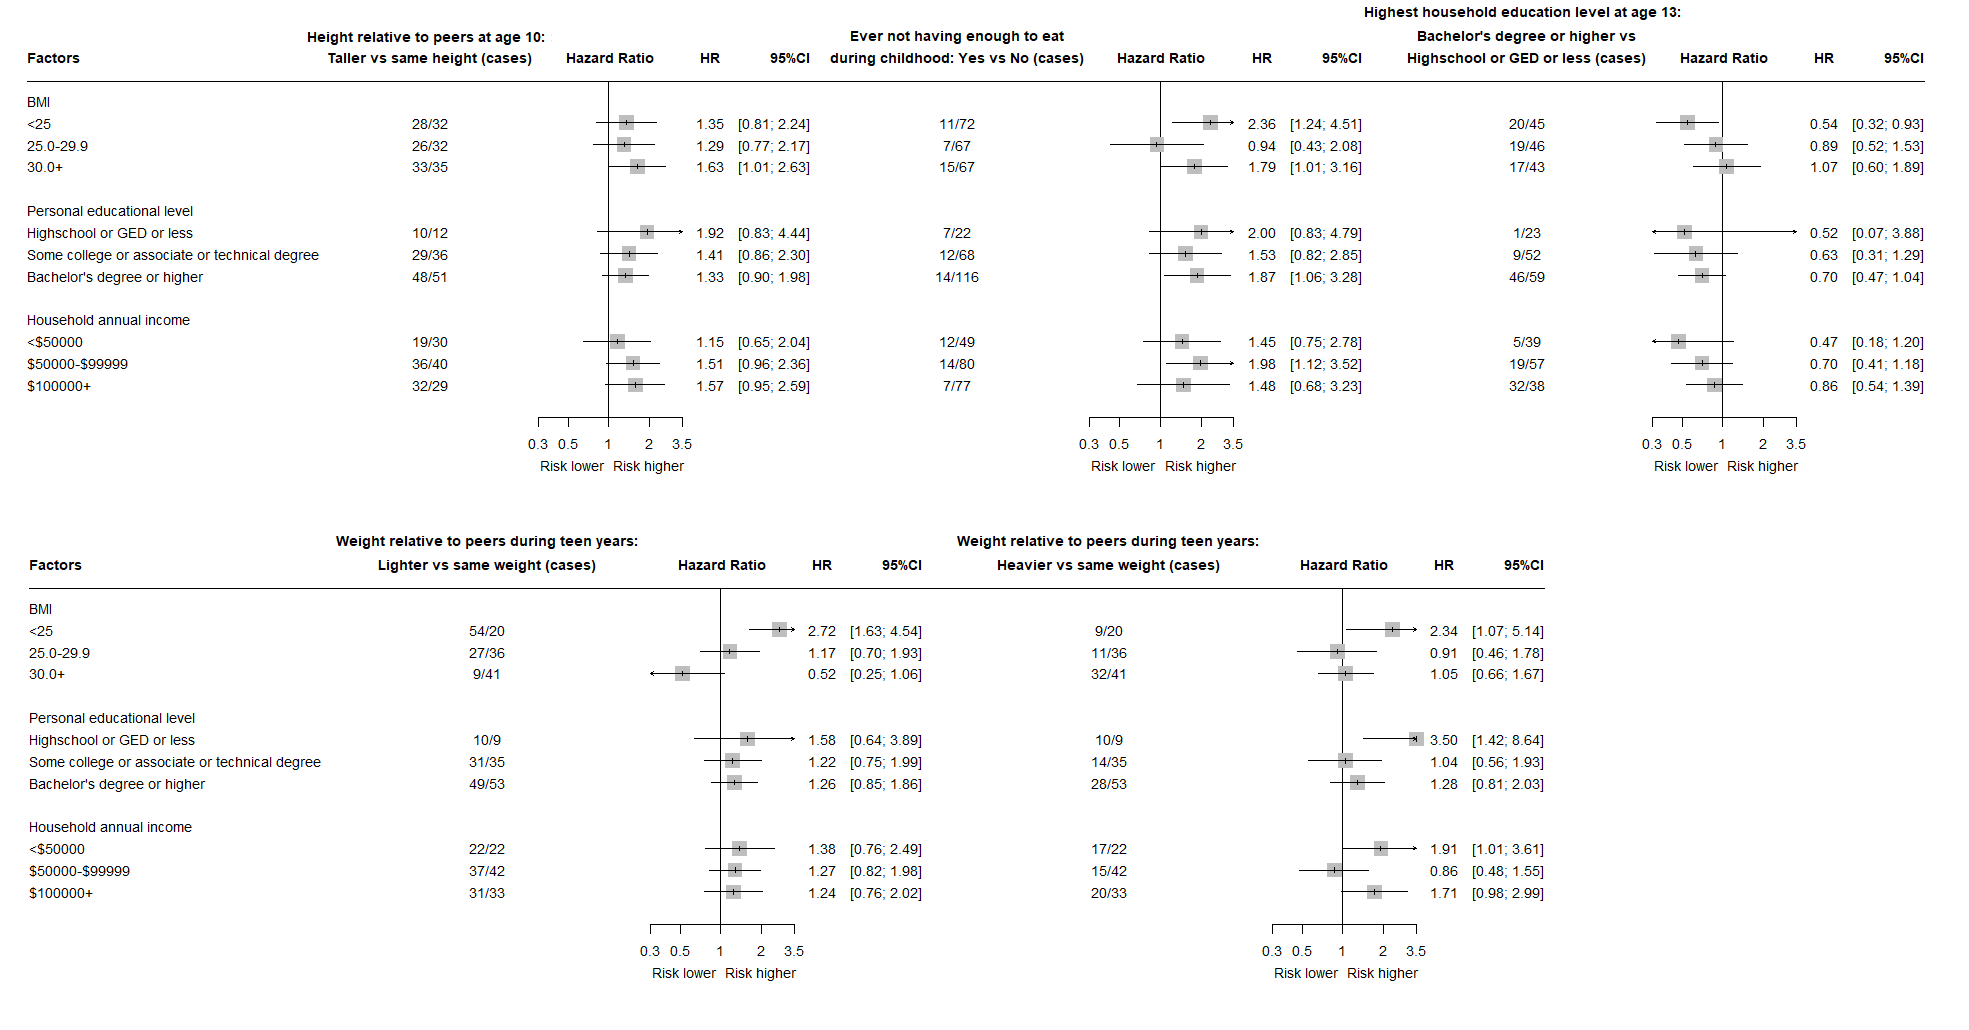 Highest household education level at age 13:
Height relative to peers at age 10: Ever not having enough to eat Bachelor's degree or higher vs
Factors Taller vs same height (cases) Hazard Ratio HR 95%CI during childhood: Yes vs No (cases) Hazard Ratio HR 95%CI Highschool or GED or less (cases) Hazard Ratio HR 95%CI
BMI
<25 28/32 1.35 [0.81; 2.24] 11/72 2.36 [1.24; 4.51] 20/45 0.54 [0.32; 0.93]
25.0-29.9 26/32 1.29 [0.77; 2.17] 7/67 0.94 [0.43; 2.08] 19/46 0.89 [0.52; 1.53]
30.0+ 33/35 1.63 [1.01; 2.63] 15/67 1.79 [1.01; 3.16] 17/43 1.07 [0.60; 1.89]
Personal educational level
Highschool or GED or less 10/12 1.92 [0.83; 4.44] 7/22 2.00 [0.83; 4.79] 1/23 0.52 [0.07; 3.88]
Some college or associate or technical degree 29/36 1.41 [0.86; 2.30] 12/68 1.53 [0.82; 2.85] 9/52 0.63 [0.31; 1.29]
Bachelor's degree or higher 48/51 1.33 [0.90; 1.98] 14/116 1.87 [1.06; 3.28] 46/59 0.70 [0.47; 1.04]
Household annual income
<$50000 19/30 1.15 [0.65; 2.04] 12/49 1.45 [0.75; 2.78] 5/39 0.47 [0.18; 1.20]
$50000-$99999 36/40 1.51 [0.96; 2.36] 14/80 1.98 [1.12; 3.52] 19/57 0.70 [0.41; 1.18]
$100000+ 32/29 1.57 [0.95; 2.59] 7/77 1.48 [0.68; 3.23] 32/38 0.86 [0.54; 1.39]
0.3 0.5 1 2 3.5 0.3 0.5 1 2 3.5 0.3 0.5 1 2 3.5
Risk lower Risk higher Risk lower Risk higher Risk lower Risk higher
Weight relative to peers during teen years: Weight relative to peers during teen years:
Factors Lighter vs same weight (cases) Hazard Ratio HR 95%CI Heavier vs same weight (cases) Hazard Ratio HR 95%CI
BMI
<25 54/20 2.72 [1.63; 4.54] 9/20 2.34 [1.07; 5.14]
25.0-29.9 27/36 1.17 [0.70; 1.93] 11/36 0.91 [0.46; 1.78]
30.0+ 9/41 0.52 [0.25; 1.06] 32/41 1.05 [0.66; 1.67]
Personal educational level
Highschool or GED or less 10/9 1.58 [0.64; 3.89] 10/9 3.50 [1.42; 8.64]
Some college or associate or technical degree 31/35 1.22 [0.75; 1.99] 14/35 1.04 [0.56; 1.93]
Bachelor's degree or higher 49/53 1.26 [0.85; 1.86] 28/53 1.28 [0.81; 2.03]
Household annual income
<$50000 22/22 1.38 [0.76; 2.49] 17/22 1.91 [1.01; 3.61]
$50000-$99999 37/42 1.27 [0.82; 1.98] 15/42 0.86 [0.48; 1.55]
$100000+ 31/33 1.24 [0.76; 2.02] 20/33 1.71 [0.98; 2.99]
0.3 0.5 1 2 3.5 0.3 0.5 1 2 3.5
Risk lower Risk higher Risk lower Risk higher